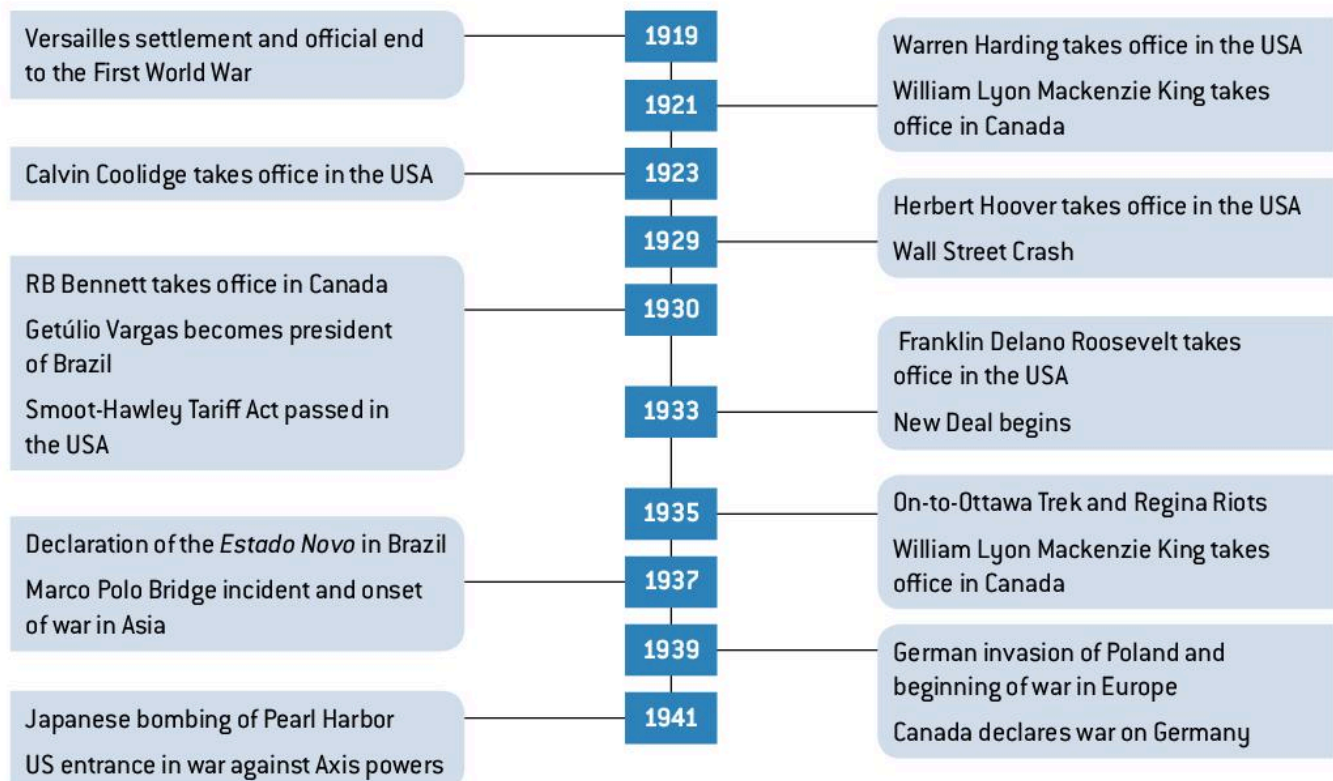 1919
Versailles settlement and official end
to the First World War
1921
Warren Harding takes office in the USA
William Lyon Mackenzie King takes
office in Canada
1923
Calvin Coolidge takes office in the USA
1929
Herbert Hoover takes office in the USA
Wall Street Crash
1930
RB Bennett takes office in Canada
Getúlio Vargas becomes president
of Brazil
Smoot-Hawley Tariff Act passed in
the USA
1933
Franklin Delano Roosevelt takes
office in the USA
New Deal begins
1935
On-to-Ottawa Trek and Regina Riots
William Lyon Mackenzie King takes
office in Canada
1937
Declaration of the Estado Novo in Brazil
Marco Polo Bridge incident and onset
of war in Asia
1939
German invasion of Poland and
beginning of war in Europe
Canada declares war on Germany
1941
Japanese bombing of Pearl Harbor
US entrance in war against Axis powers